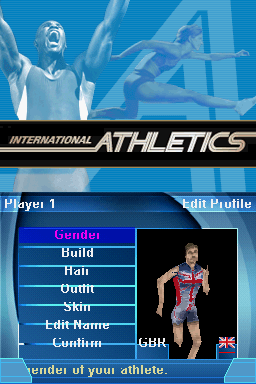 INTERNATIONAL ATHLETICS
Player 1 Edit Profile
Gender
Build
Hair
Outfit
Skin
Edit Name
Confirm GBR
ender of your athlete.